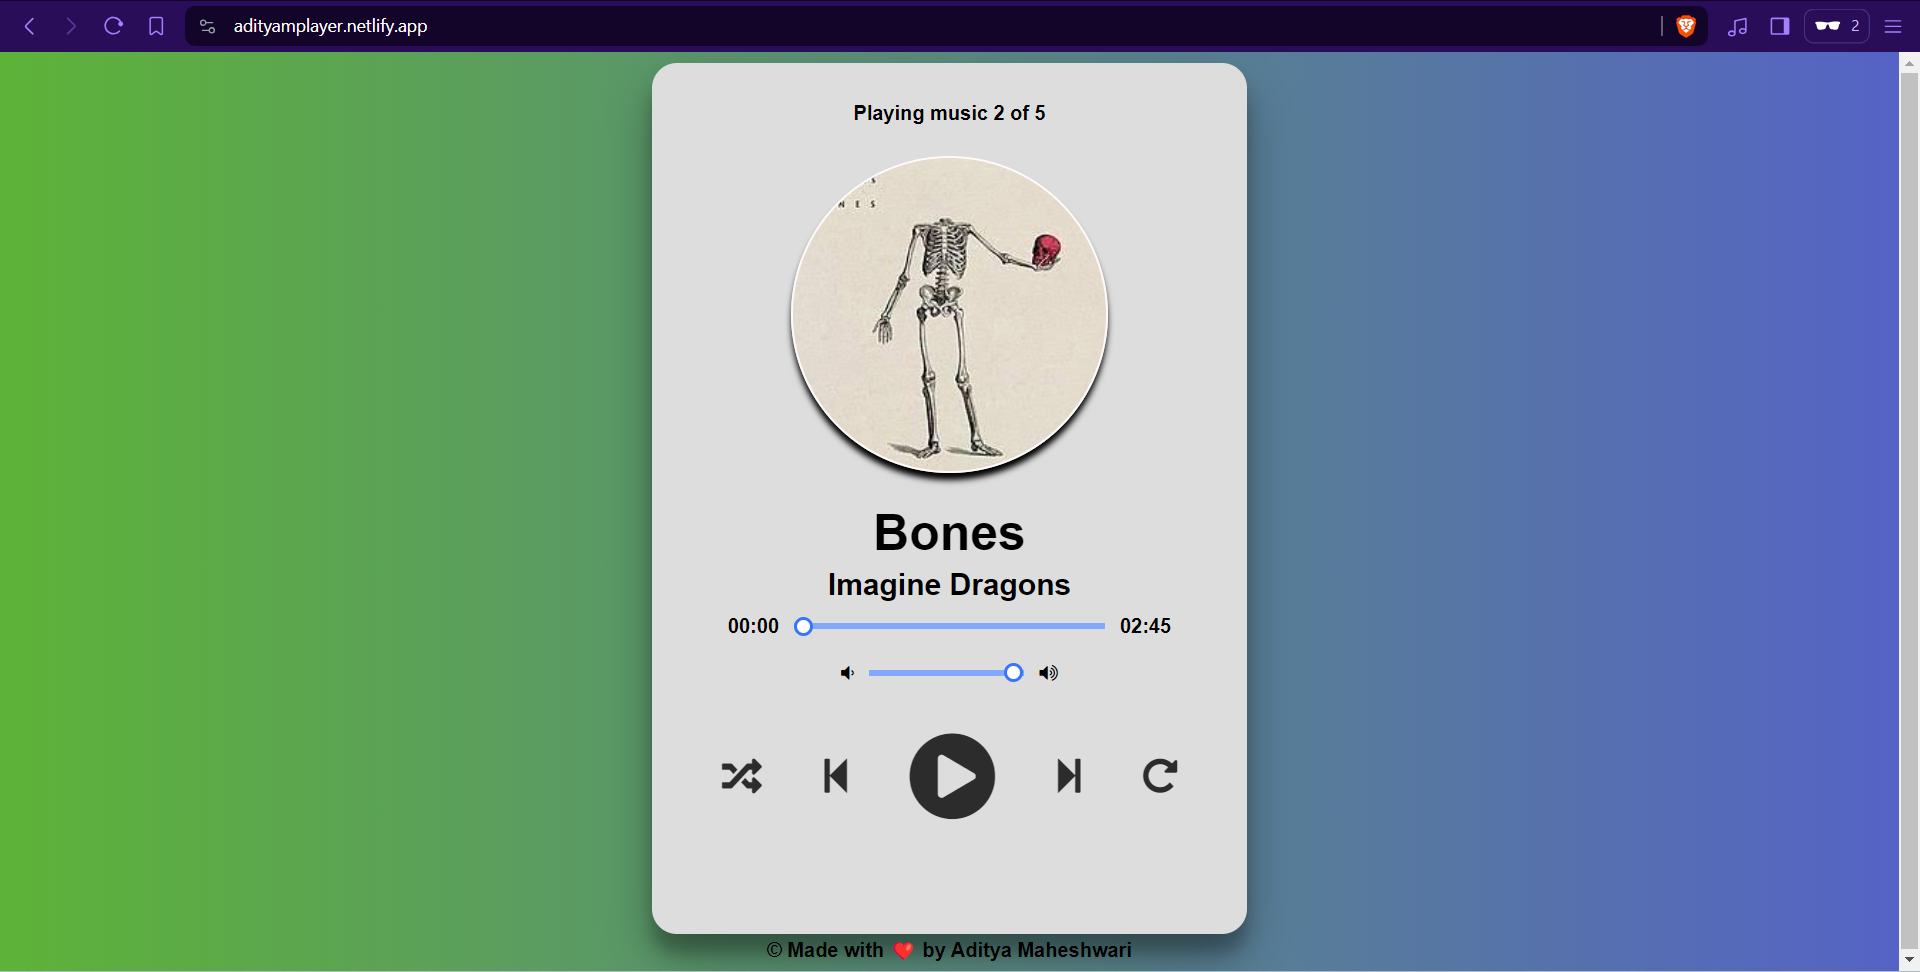 adityamplayer.netlify.app
2
Playing music 2 of 5
N E S
Bones
Imagine Dragons
00:00
02:45
© Made with ❤️ by Aditya Maheshwari